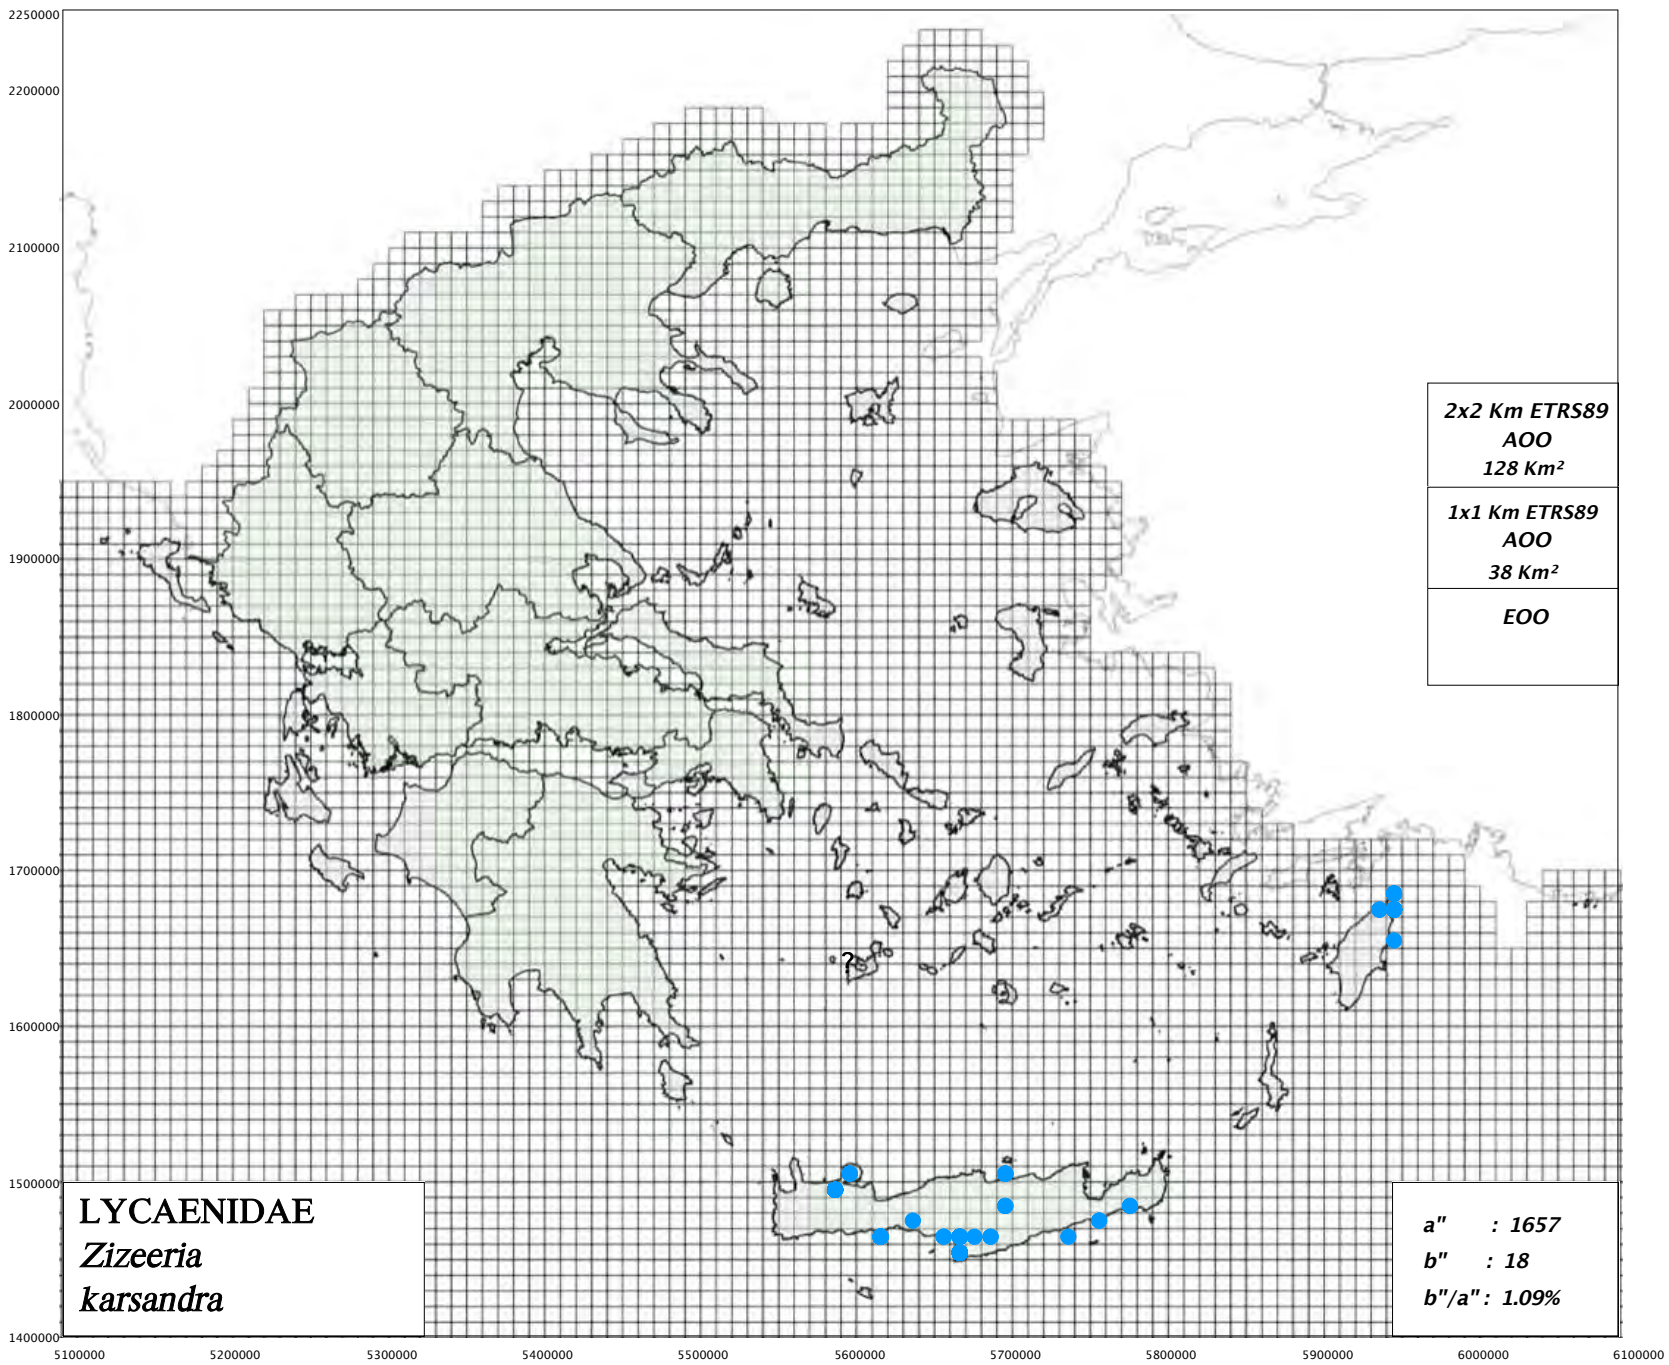 2250000
2200000
2100000
2000000
1900000
1800000
1700000
1600000
1500000
1400000
2x2 Km ETRS89
AOO
128 Km²
1x1 Km ETRS89
AOO
38 Km²
EOO
?
LYCAENIDAE
Zizeeria
karsandra
a" : 1657
b" : 18
b"/a" : 1.09%
5100000 5200000 5300000 5400000 5500000 5600000 5700000 5800000 5900000 6000000 6100000